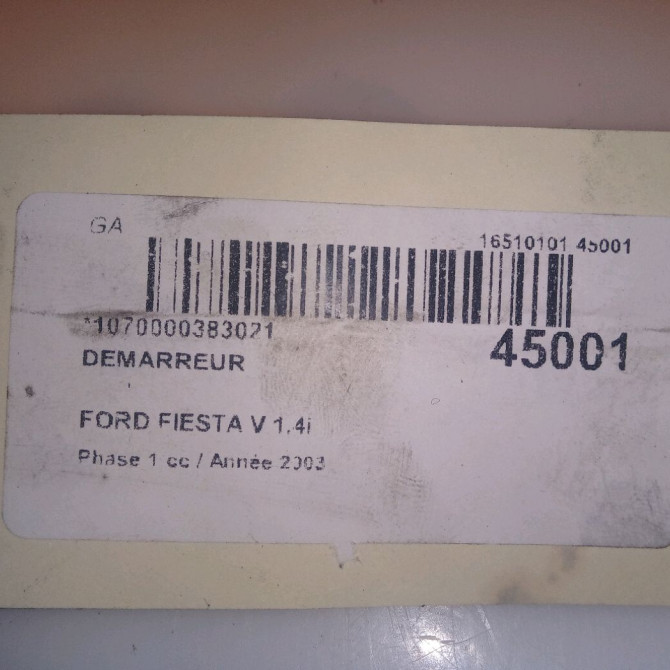 GA
16510101 45001
*1070000383021
45001
DEMARREUR
FORD FIESTA V 1.4i
Phase 1 cc / Année 2003